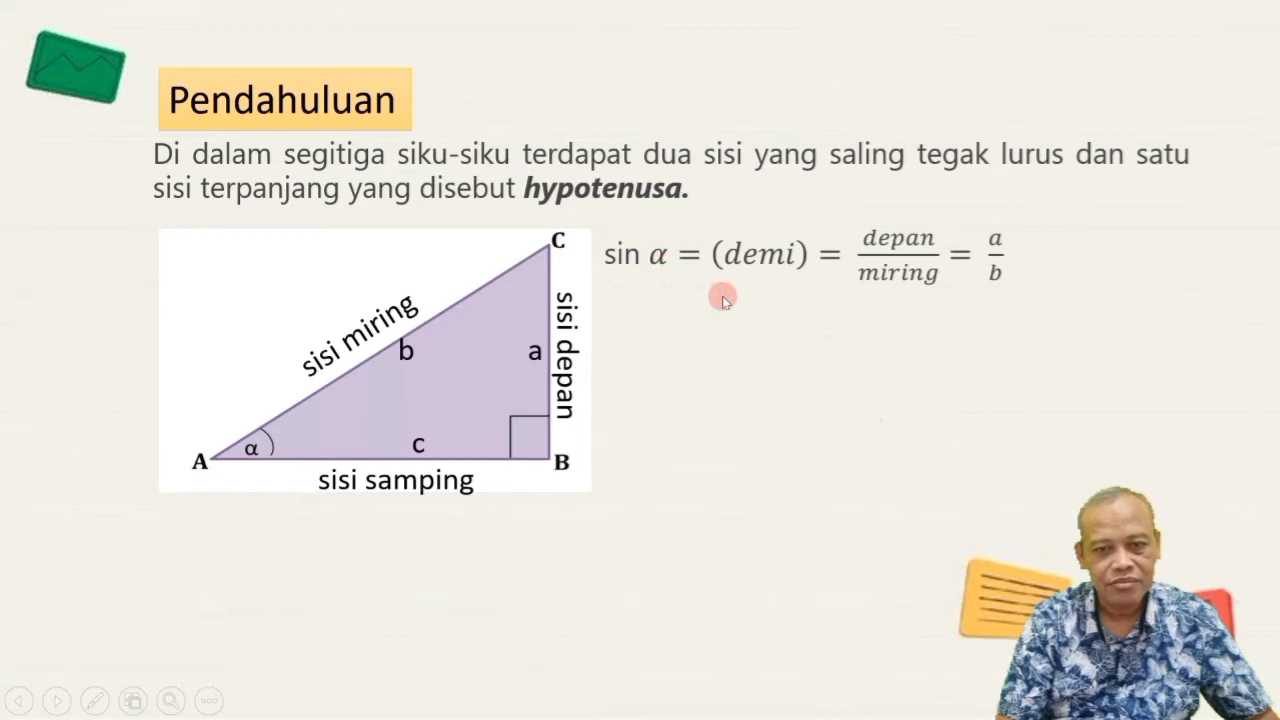 Pendahuluan
Di dalam segitiga siku-siku terdapat dua sisi yang saling tegak lurus dan satu
sisi terpanjang yang disebut hypotenusa.
sin α = (demi) = depan/miring = a/b
C
sisi miring
b
a
sisi depan
α
c
A
B
sisi samping